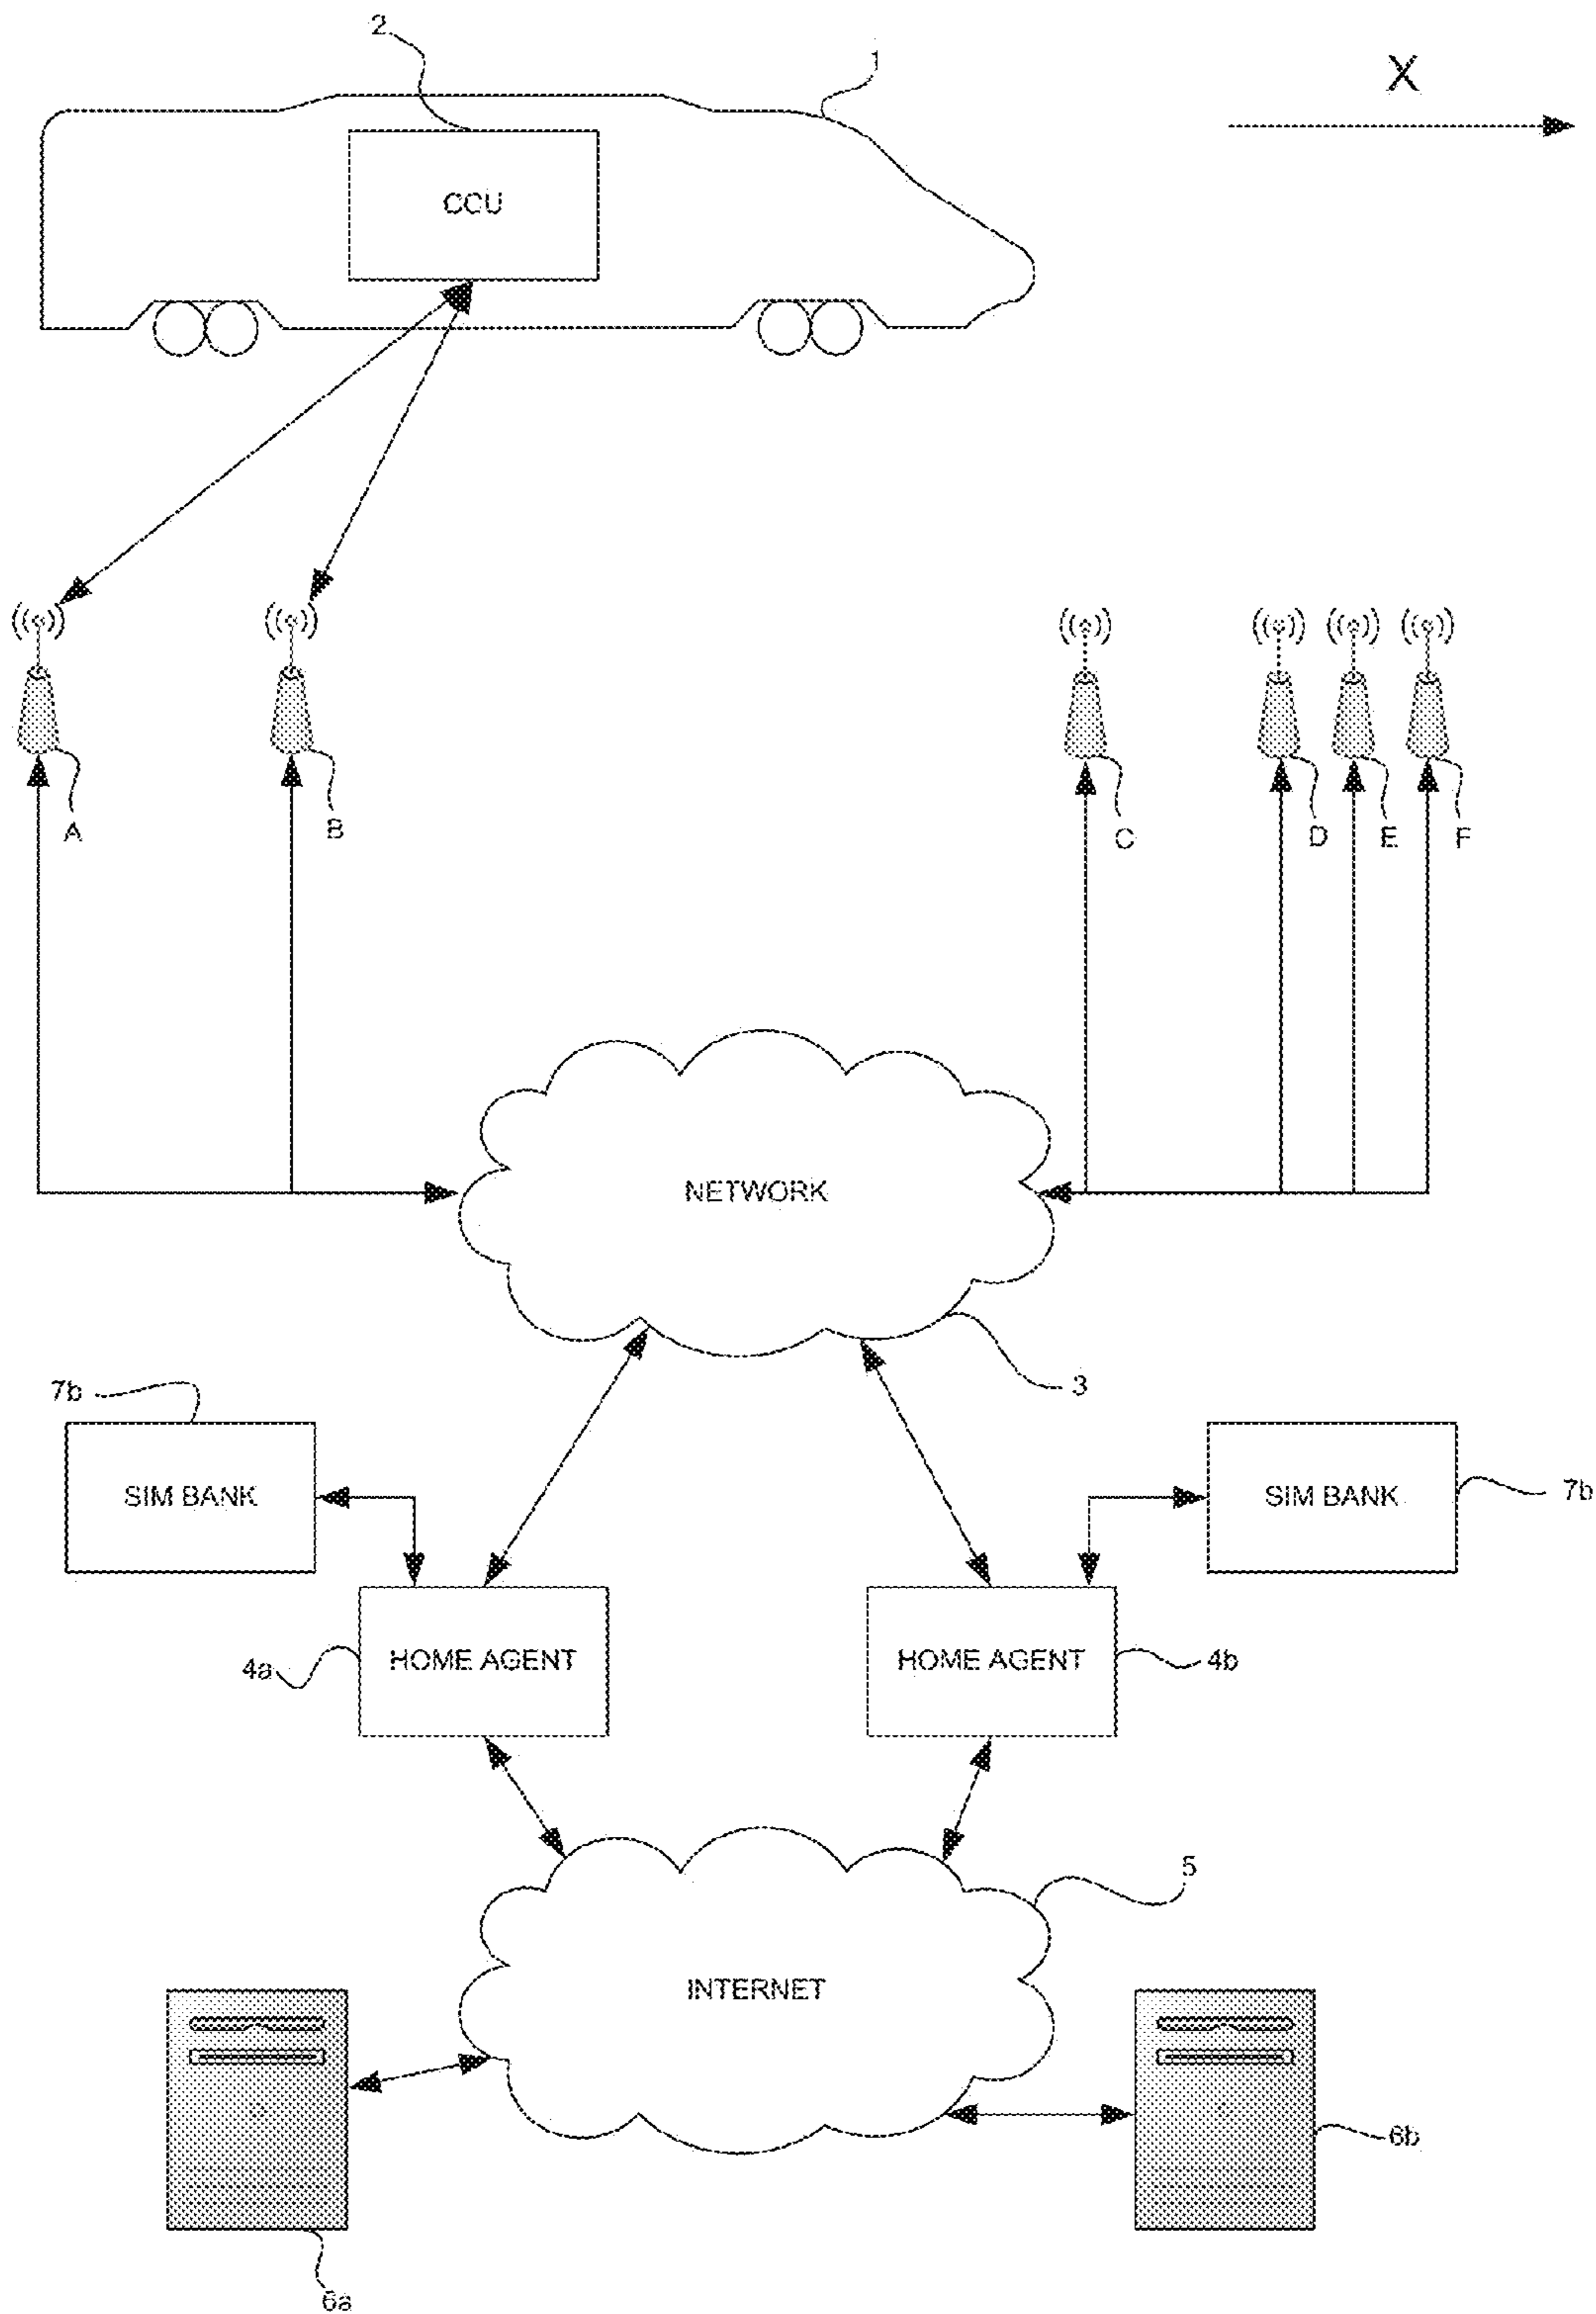 2
1
X
CCU
A
B
C
D
E
F
NETWORK
3
7b
SIM BANK
SIM BANK
7b
4a
HOME AGENT
HOME AGENT
4b
5
INTERNET
6b
6a